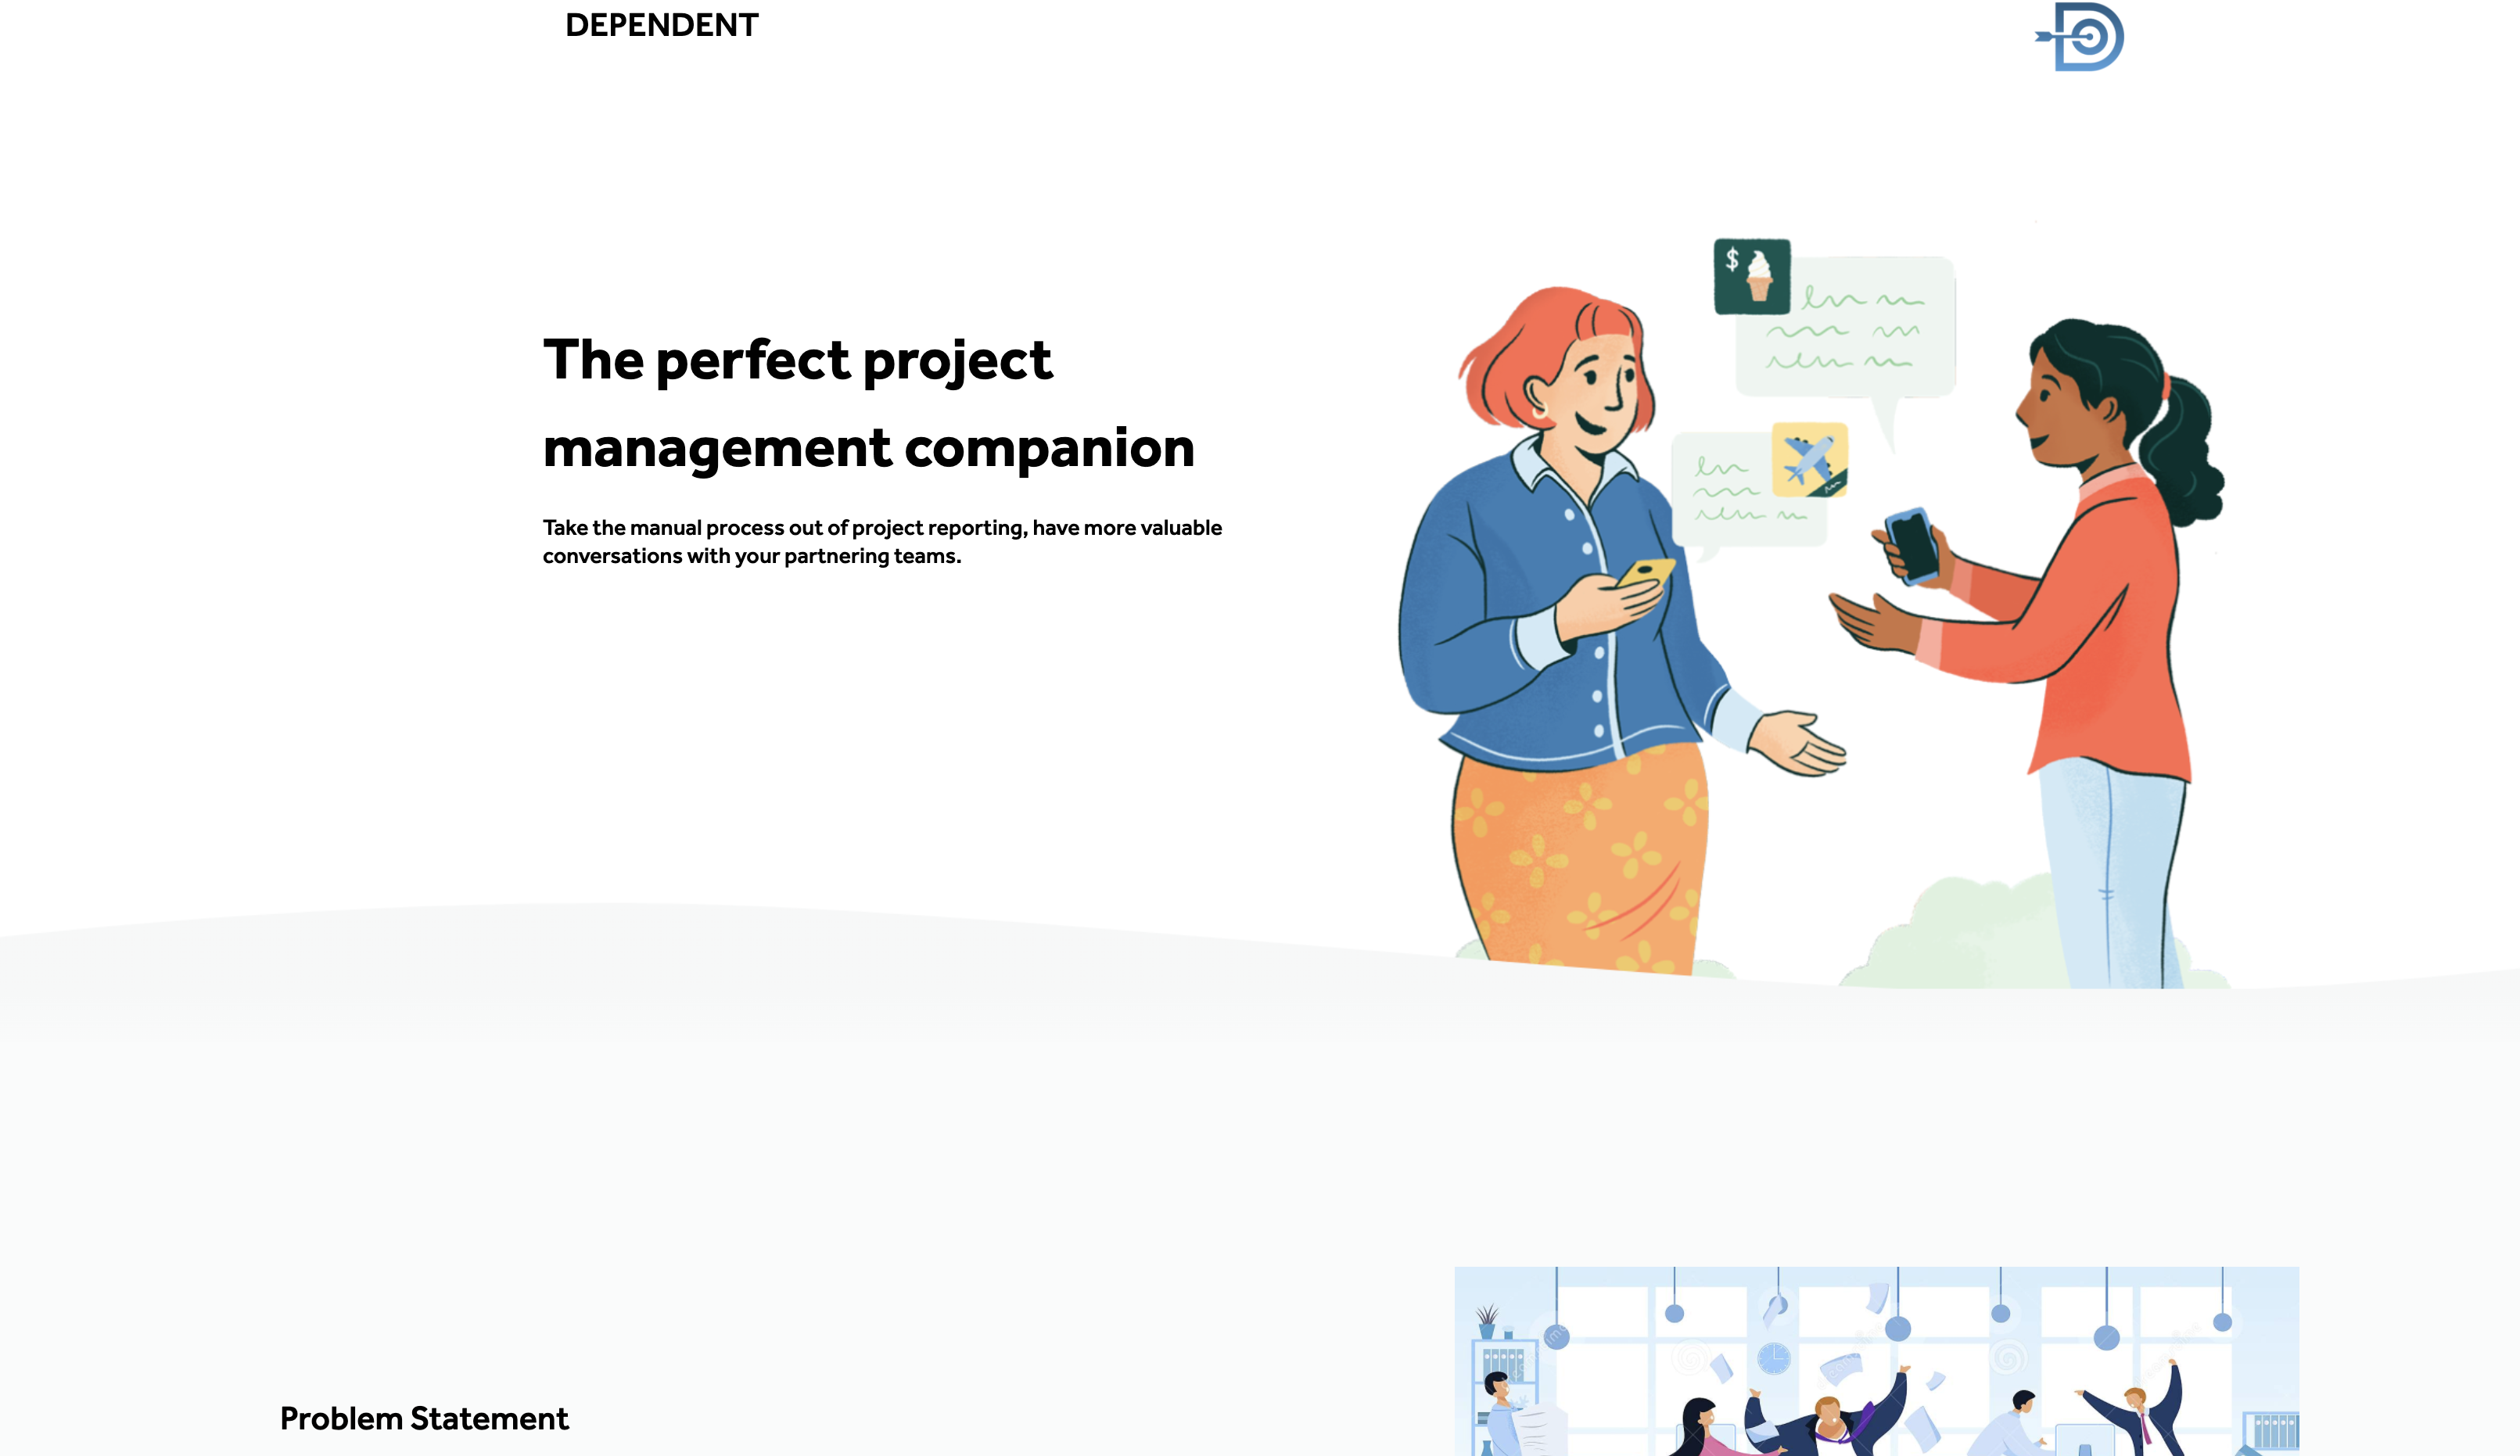 DEPENDENT
$
The perfect project
management companion
Take the manual process out of project reporting, have more valuable
conversations with your partnering teams.
Problem Statement